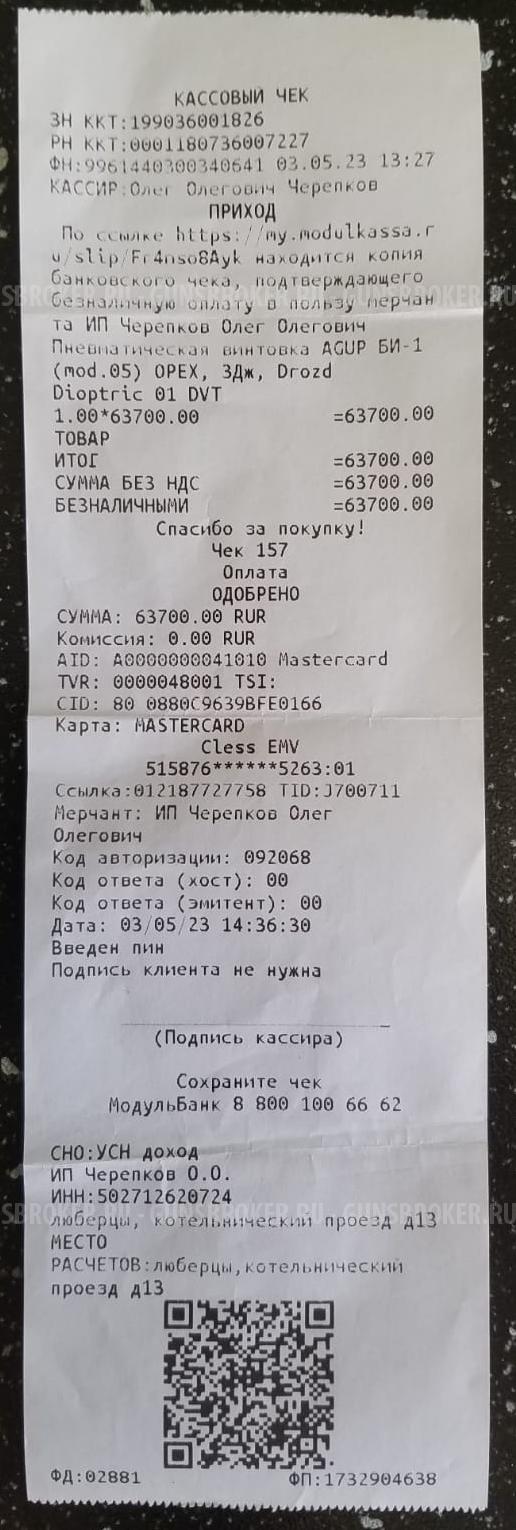 КАССОВЫЙ ЧЕК
ЗН ККТ:199036001826
РН ККТ:0001180736007227
ФН:9961440300340641 03.05.23 13:27
КАССИР:Олег Олегович Черепков
ПРИХОД
По ссылке https://my.modulkassa.r
u/slip/Fr4nso8Ayk находится копия
банковского чека, подтверждающего
безналичную оплату в пользу мерчан
та ИП Черепков Олег Олегович
Пневматическая винтовка AGUP БИ-1
(mod.05) ОРЕХ, 3Дж, Drozd
Dioptric 01 DVT
1.00*63700.00 =63700.00
ТОВАР
ИТОГ =63700.00
СУММА БЕЗ НДС =63700.00
БЕЗНАЛИЧНЫМИ =63700.00
Спасибо за покупку!
Чек 157
Оплата
ОДОБРЕНО
СУММА: 63700.00 RUR
Комиссия: 0.00 RUR
AID: A0000000041010 Mastercard
TVR: 0000048001 TSI:
CID: 80 0880C9639BFE0166
Карта: MASTERCARD
Cless EMV
515876******5263:01
Ссылка:012187727758 TID:J700711
Мерчант: ИП Черепков Олег
Олегович
Код авторизации: 092068
Код ответа (хост): 00
Код ответа (эмитент): 00
Дата: 03/05/23 14:36:30
Введен пин
Подпись клиента не нужна
(Подпись кассира)
Сохраните чек
МодульБанк 8 800 100 66 62
СНО:УСН доход
ИП Черепков О.О.
ИНН:502712620724
SBROKER.RU - GUNSBROKER.RU - GUNSBROKER.RU
люберцы, котельнический проезд д13
МЕСТО
РАСЧЕТОВ:люберцы,котельнический
проезд д13
ФД:02881 ФП:1732904638